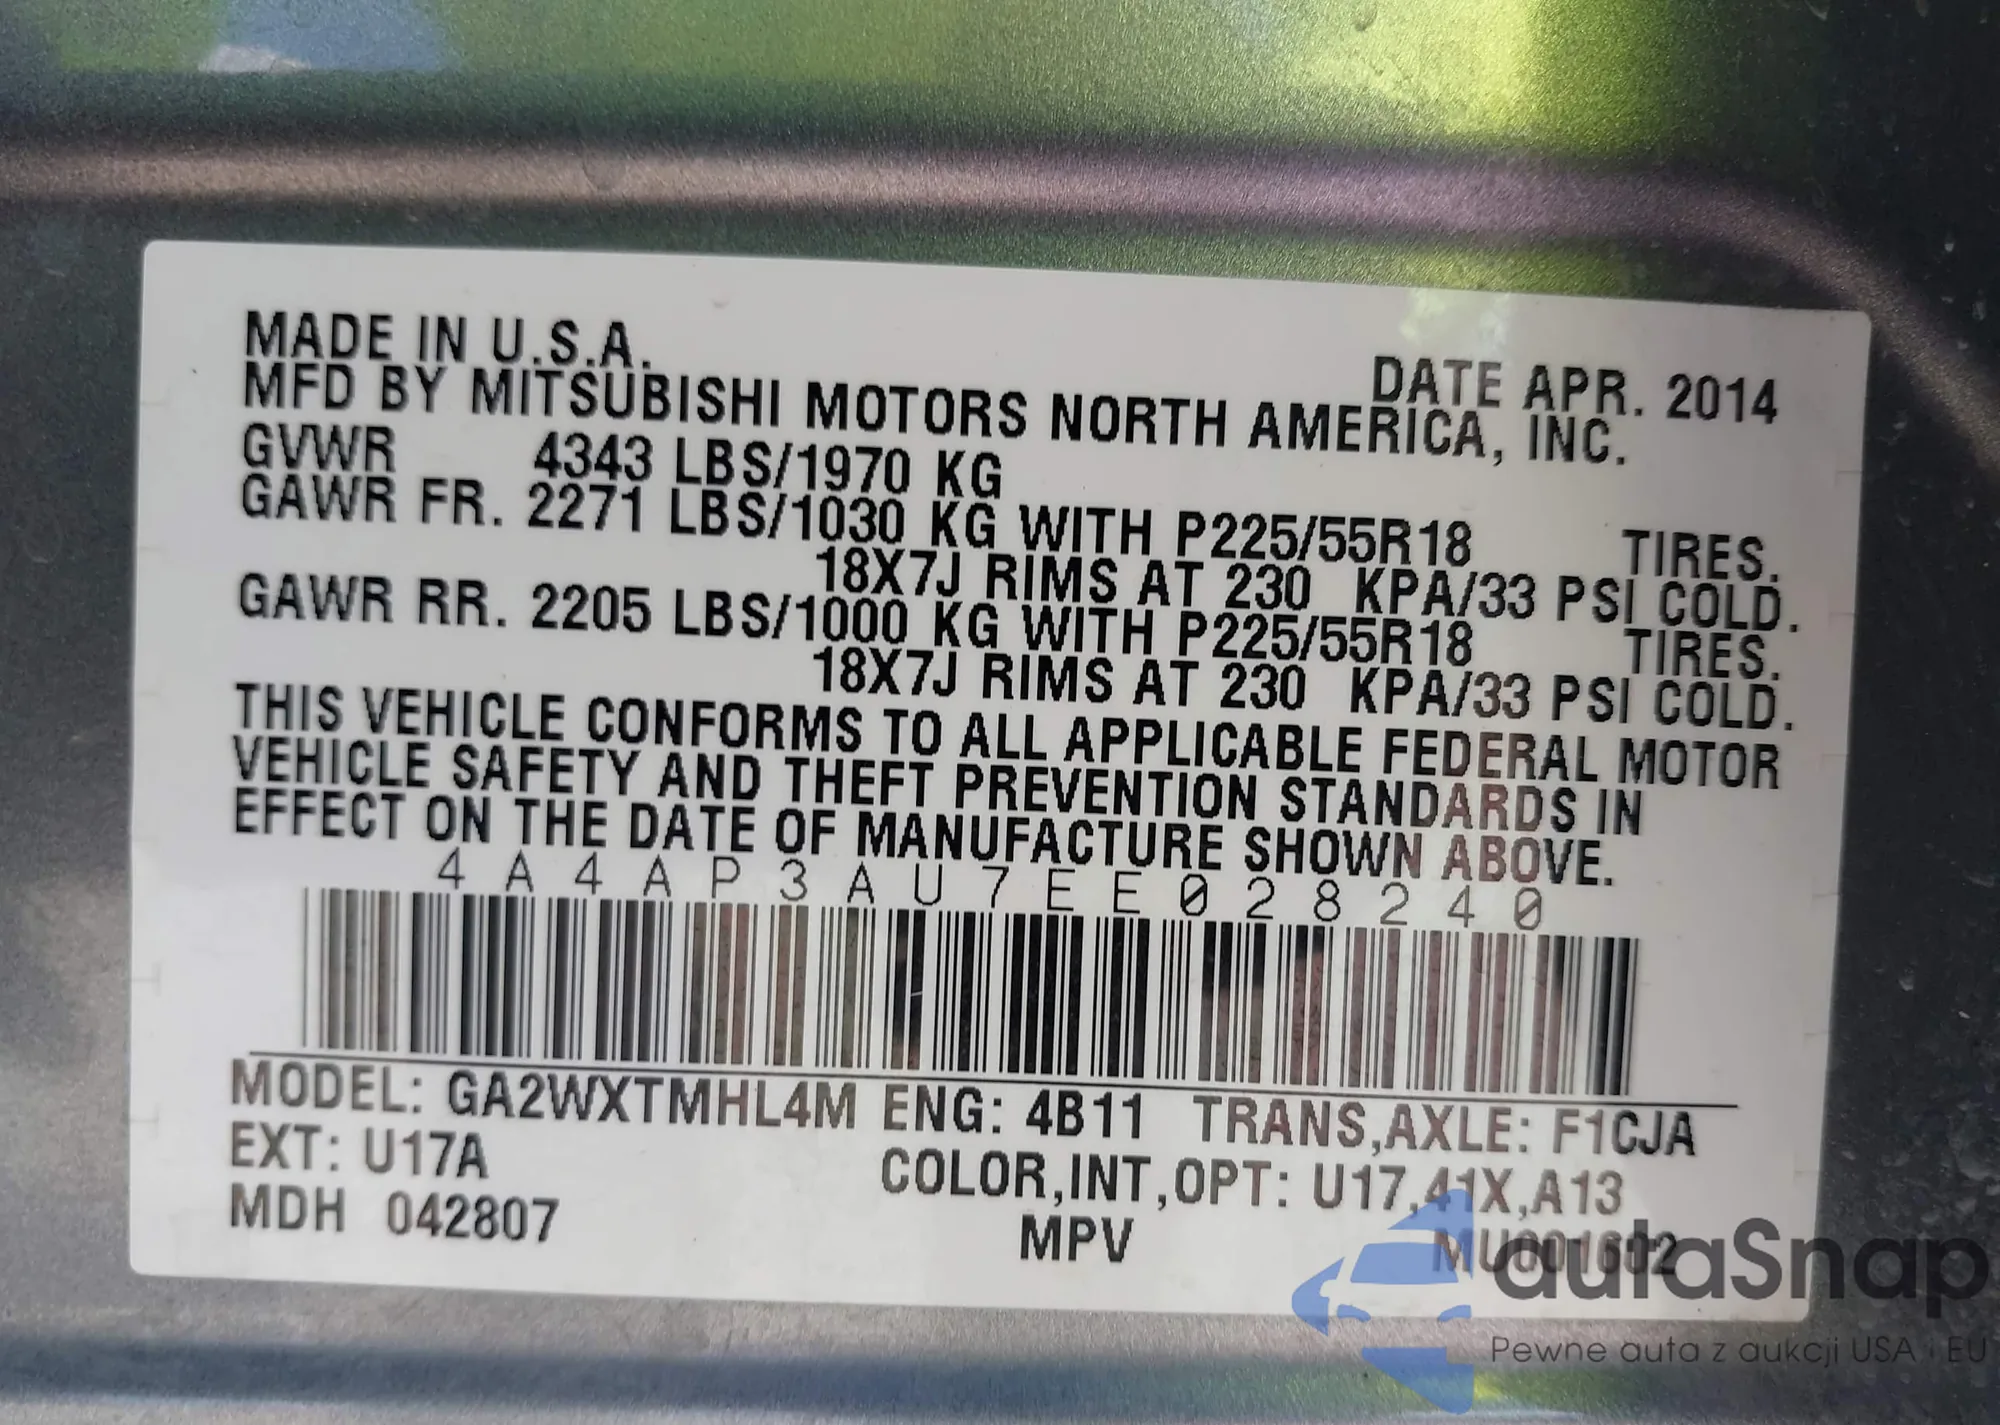 MADE IN U.S.A. DATE APR. 2014
MFD BY MITSUBISHI MOTORS NORTH AMERICA, INC.
GVWR 4343 LBS/1970 KG
GAWR FR. 2271 LBS/1030 KG WITH P225/55R18 TIRES.
18X7J RIMS AT 230 KPA/33 PSI COLD.
GAWR RR. 2205 LBS/1000 KG WITH P225/55R18 TIRES.
18X7J RIMS AT 230 KPA/33 PSI COLD.
THIS VEHICLE CONFORMS TO ALL APPLICABLE FEDERAL MOTOR
VEHICLE SAFETY AND THEFT PREVENTION STANDARDS IN
EFFECT ON THE DATE OF MANUFACTURE SHOWN ABOVE.
4A4AP3AU7EE028240
MODEL: GA2WXTMHL4M ENG: 4B11 TRANS,AXLE: F1CJA
EXT: U17A COLOR,INT,OPT: U17,41X,A13
MDH 042807 MPV
autaSnap
Pewne auta z aukcji USA i EU